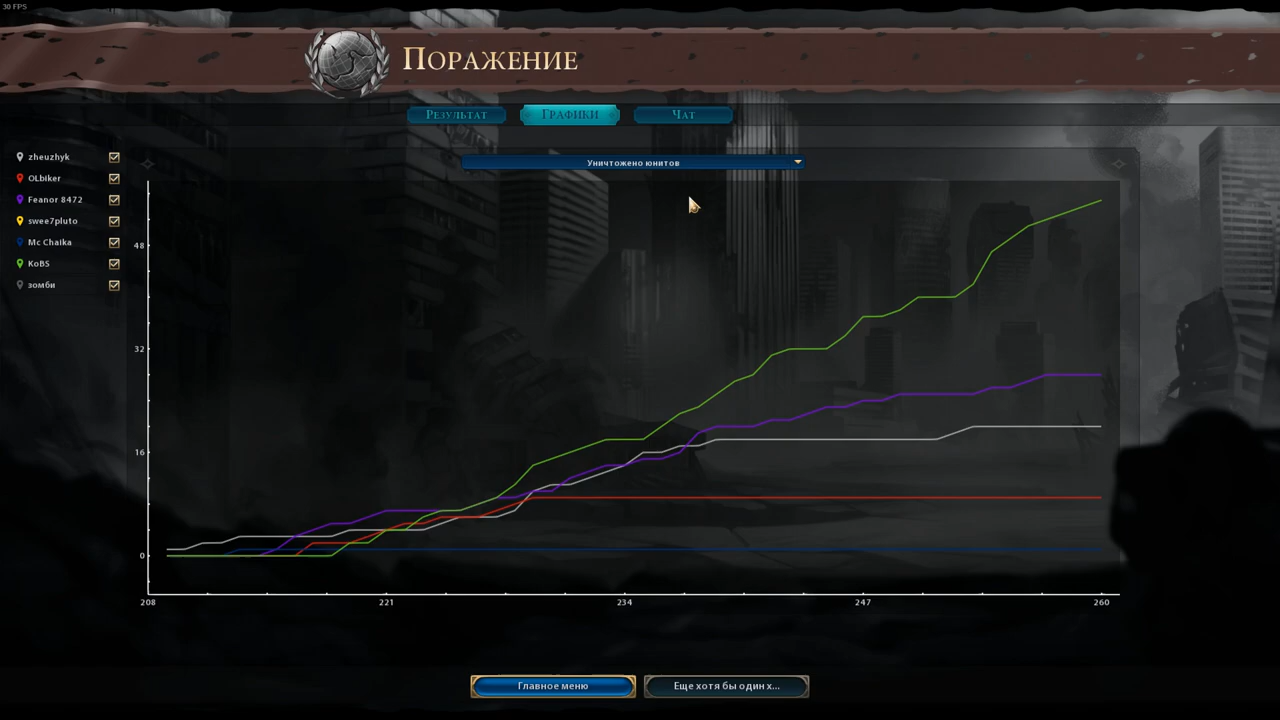 30 FPS
Поражение
Результат
Графики
Чат
Уничтожено юнитов
zheuzhyk
OLbiker
Feanor 8472
swee7pluto
Mc Chaika
KoBS
зомби
48
32
16
0
208 221 234 247 260
Главное меню
Еще хотя бы один х...